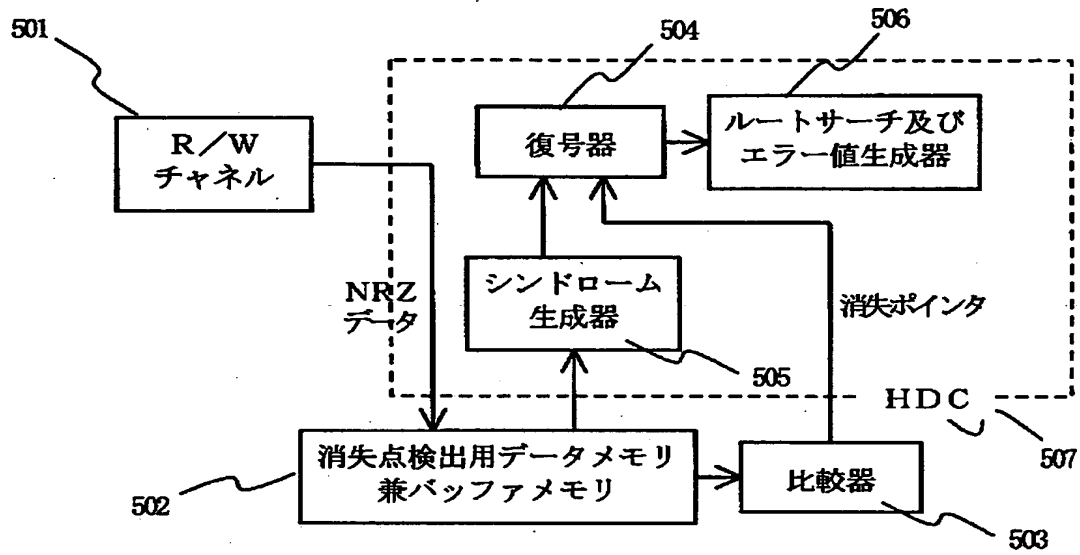 501
504
506
R/W
チャネル
復号器
ルートサーチ及び
エラー値生成器
NRZ
データ
シンドローム
生成器
消失ポインタ
505
HDC
507
消失点検出用データメモリ
兼バッファメモリ
502
比較器
503